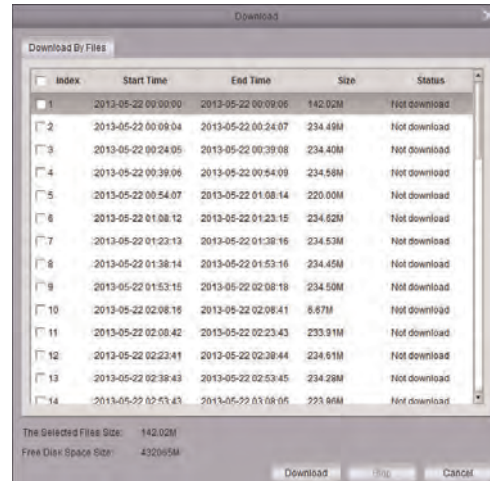 Download
Download By Files
Index Start Time End Time Size Status
1 2013-05-22 00:00:00 2013-05-22 00:09:06 142.02M Not download
2 2013-05-22 00:09:04 2013-05-22 00:24:07 234.49M Not download
3 2013-05-22 00:24:05 2013-05-22 00:39:08 234.40M Not download
4 2013-05-22 00:39:06 2013-05-22 00:54:09 234.58M Not download
5 2013-05-22 00:54:07 2013-05-22 01:08:14 220.00M Not download
6 2013-05-22 01:08:12 2013-05-22 01:23:15 234.62M Not download
7 2013-05-22 01:23:13 2013-05-22 01:38:16 234.53M Not download
8 2013-05-22 01:38:14 2013-05-22 01:53:16 234.45M Not download
9 2013-05-22 01:53:15 2013-05-22 02:08:18 234.50M Not download
10 2013-05-22 02:08:16 2013-05-22 02:08:41 6.67M Not download
11 2013-05-22 02:08:42 2013-05-22 02:23:43 233.91M Not download
12 2013-05-22 02:23:41 2013-05-22 02:38:44 234.61M Not download
13 2013-05-22 02:38:43 2013-05-22 02:53:45 234.28M Not download
14 2013-05-22 02:53:43 2013-05-22 03:08:05 223.96M Not download
The Selected Files Size: 142.02M
Free Disk Space Size: 432065M
Download Stop Cancel